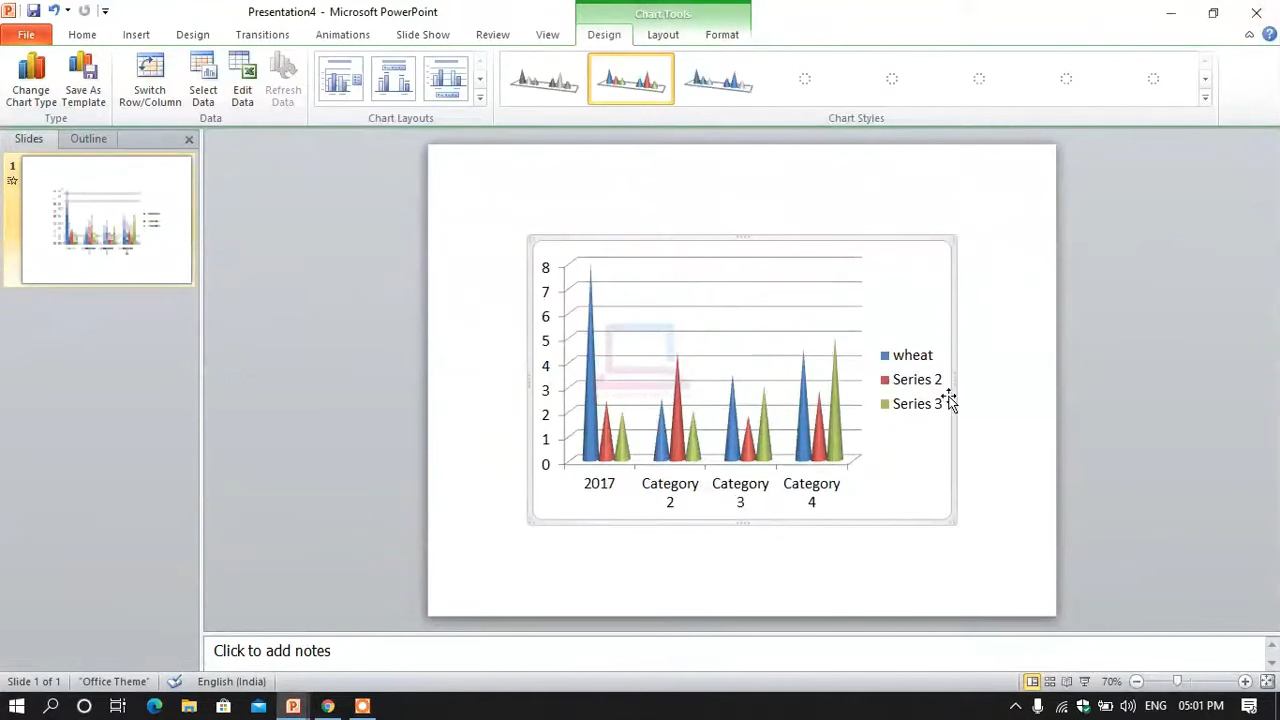 Presentation4 - Microsoft PowerPoint
Chart Tools
File Home Insert Design Transitions Animations Slide Show Review View Design Layout Format
Change Chart Type
Save As Template
Switch Row/Column
Select Data
Edit Data
Refresh Data
Type
Data
Chart Layouts
Chart Styles
Slides Outline
1
8
7
6
5
4
3
2
1
0
2017
Category 2
Category 3
Category 4
wheat
Series 2
Series 3
Click to add notes
Slide 1 of 1 "Office Theme" English (India) 70%
ENG 05:01 PM